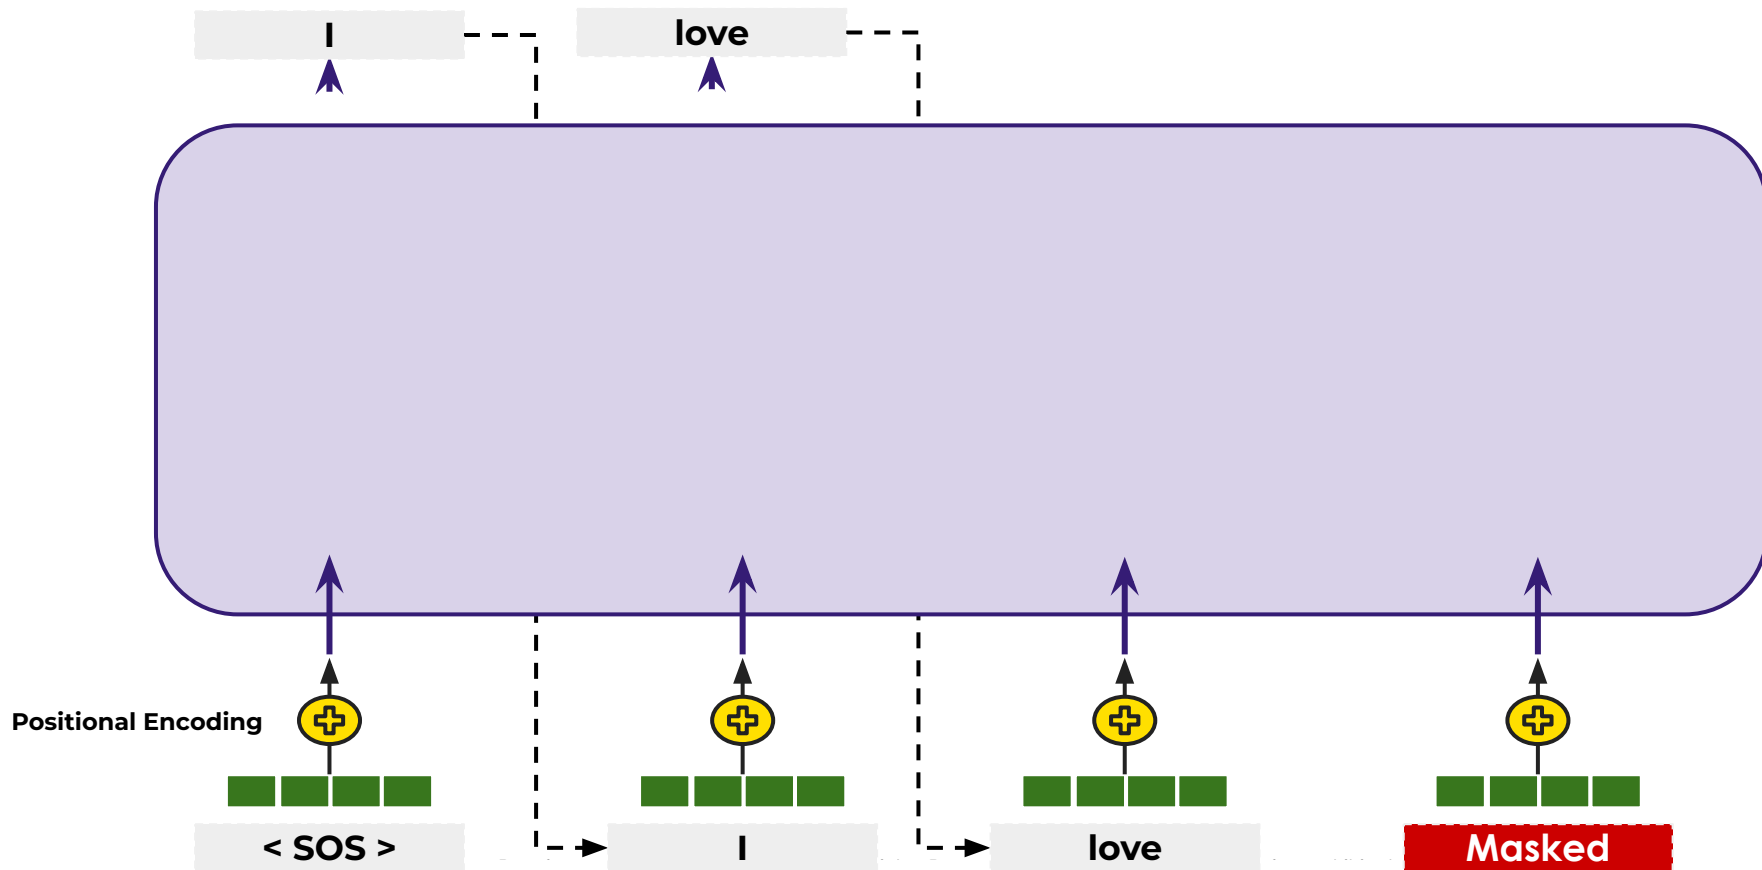 I
love
Positional Encoding
< SOS >
I
love
Masked